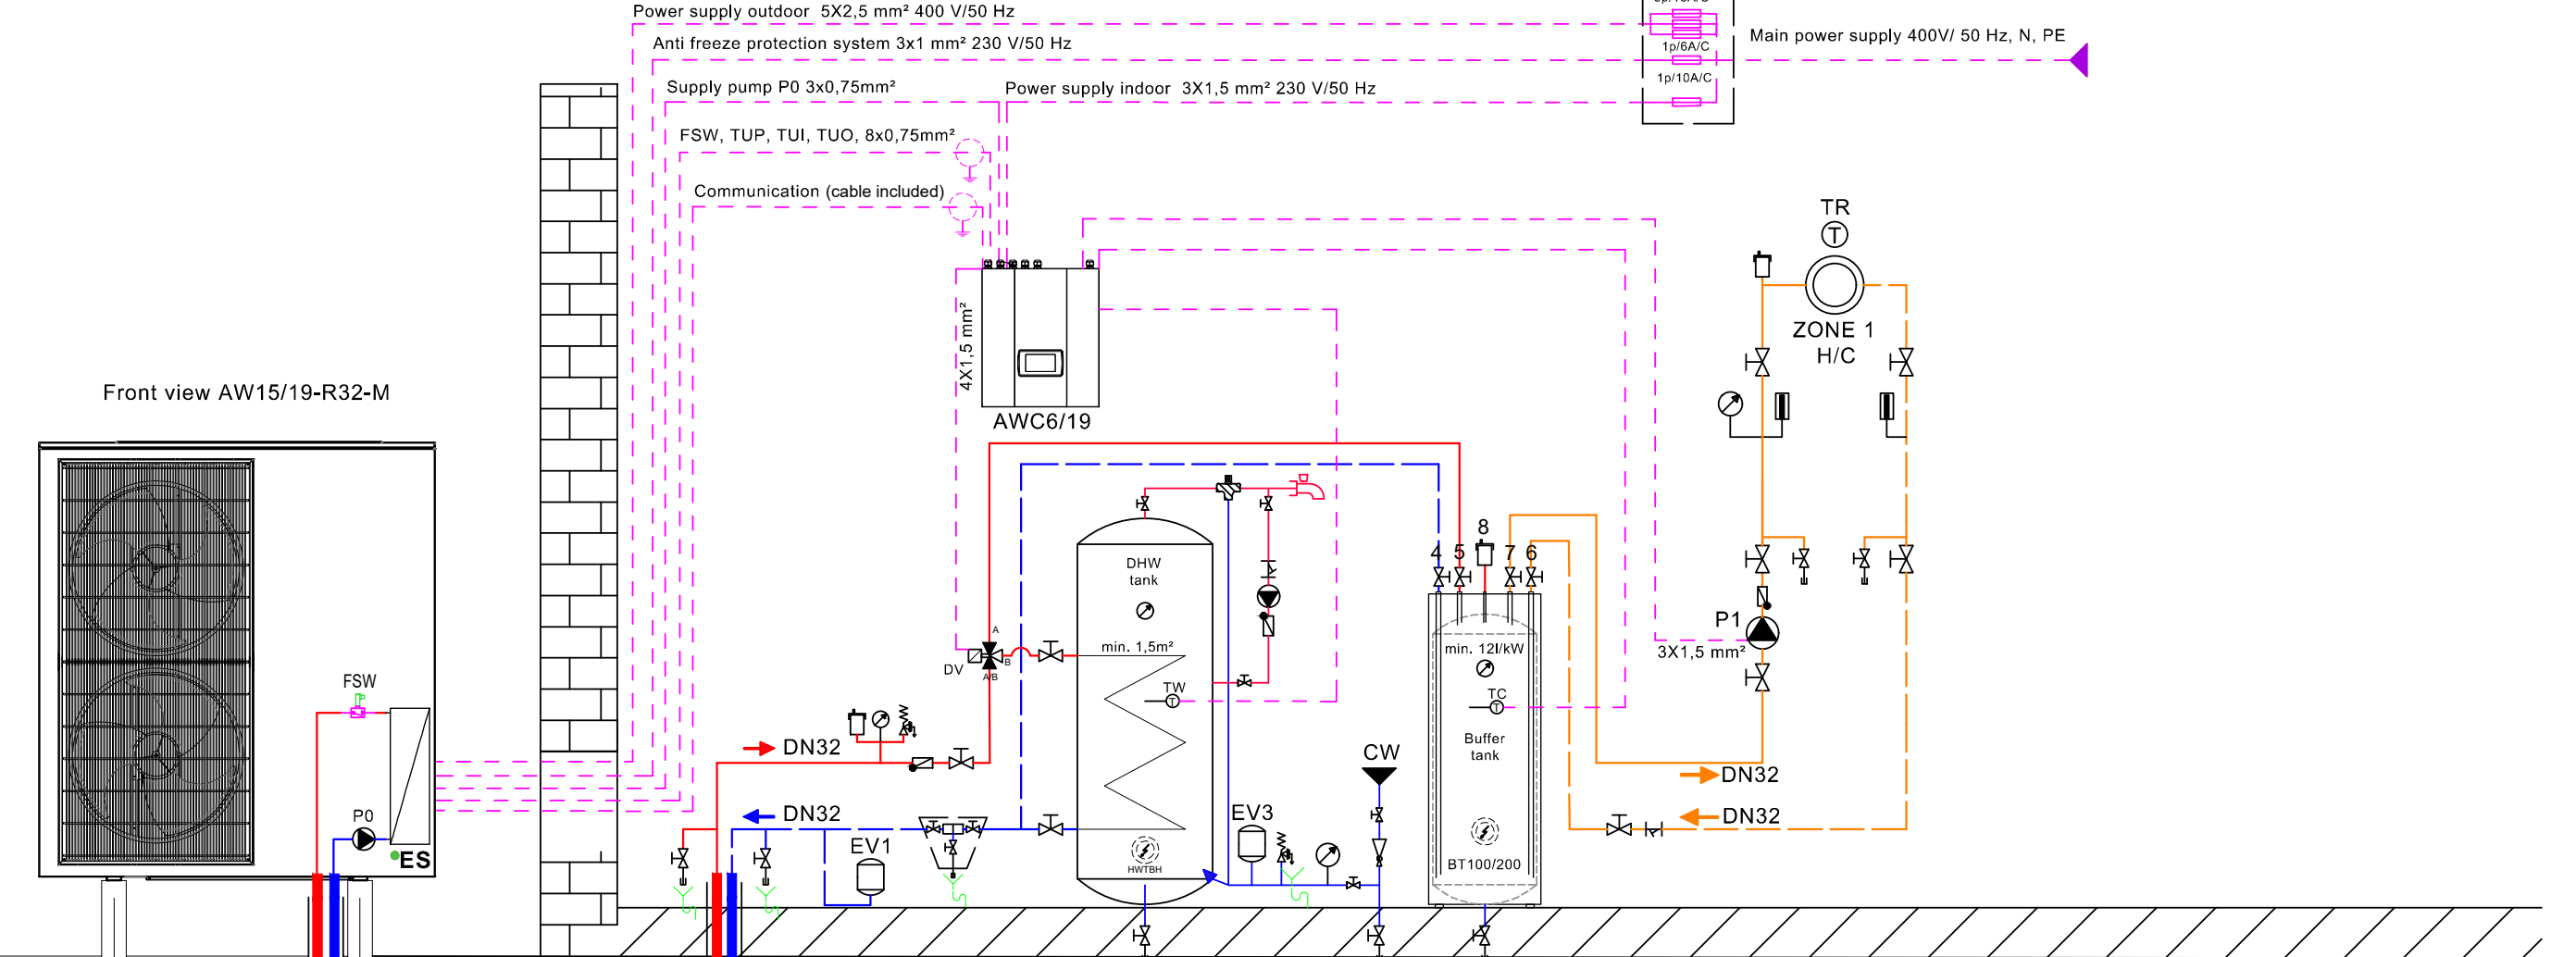 Power supply outdoor 5X2,5 mm² 400 V/50 Hz
Anti freeze protection system 3x1 mm² 230 V/50 Hz
1p/6A/C
Main power supply 400V/ 50 Hz, N, PE
1p/10A/C
Supply pump P0 3x0,75mm²
Power supply indoor 3X1,5 mm² 230 V/50 Hz
FSW, TUP, TUI, TUO, 8x0,75mm²
Communication (cable included)
TR
T
ZONE 1
H/C
4X1,5 mm²
AWC6/19
Front view AW15/19-R32-M
8
4 5 7 6
DHW
tank
min. 1,5m²
A
B
A/B
DV
TW
T
P1
3X1,5 mm²
min. 12l/kW
TC
T
Buffer
tank
FSW
DN32
CW
DN32
P0
ES
DN32
EV1
EV3
DN32
HWTBH
BT100/200